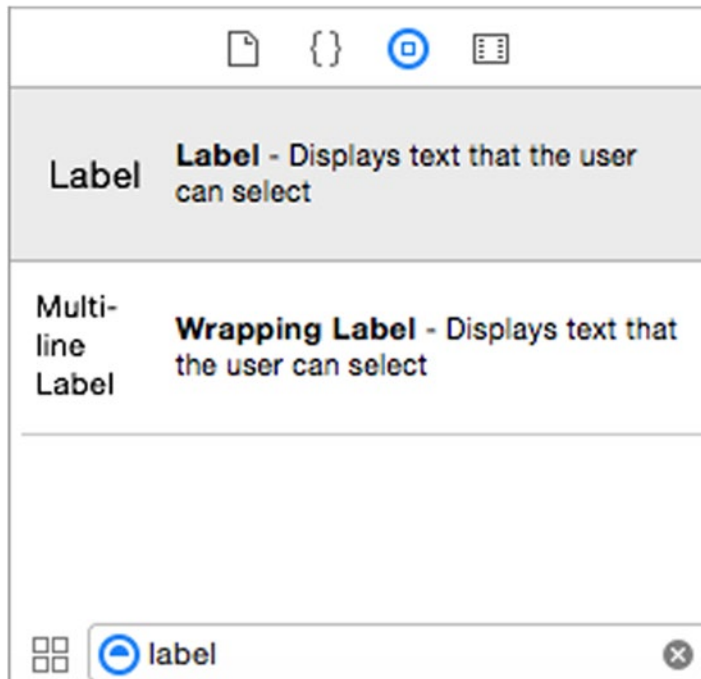 Label
Label - Displays text that the user
can select
Multi-
line
Label
Wrapping Label - Displays text that
the user can select
label